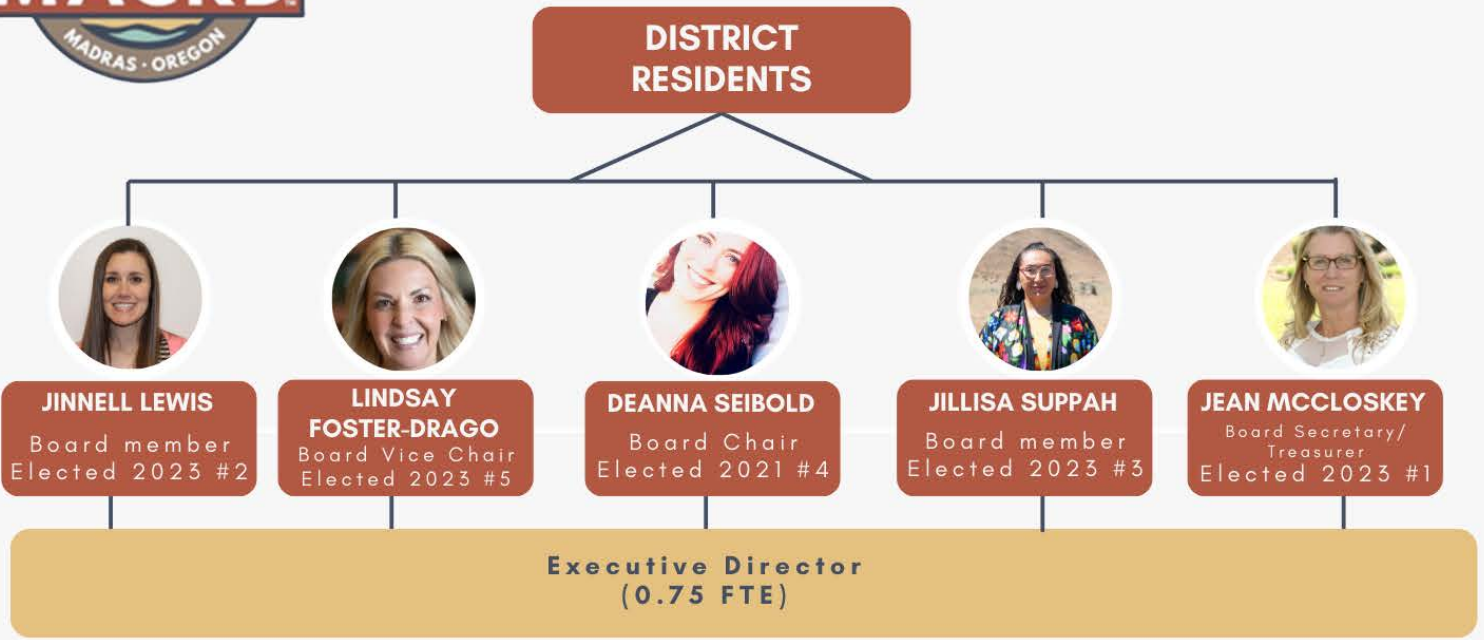 MADRAS · OREGON
DISTRICT
RESIDENTS
JINNELL LEWIS
Board member
Elected 2023 #2
LINDSAY
FOSTER-DRAGO
Board Vice Chair
Elected 2023 #5
DEANNA SEIBOLD
Board Chair
Elected 2021 #4
JILLISA SUPPAH
Board member
Elected 2023 #3
JEAN MCCLOSKEY
Board Secretary/
Treasurer
Elected 2023 #1
Executive Director
(0.75 FTE)